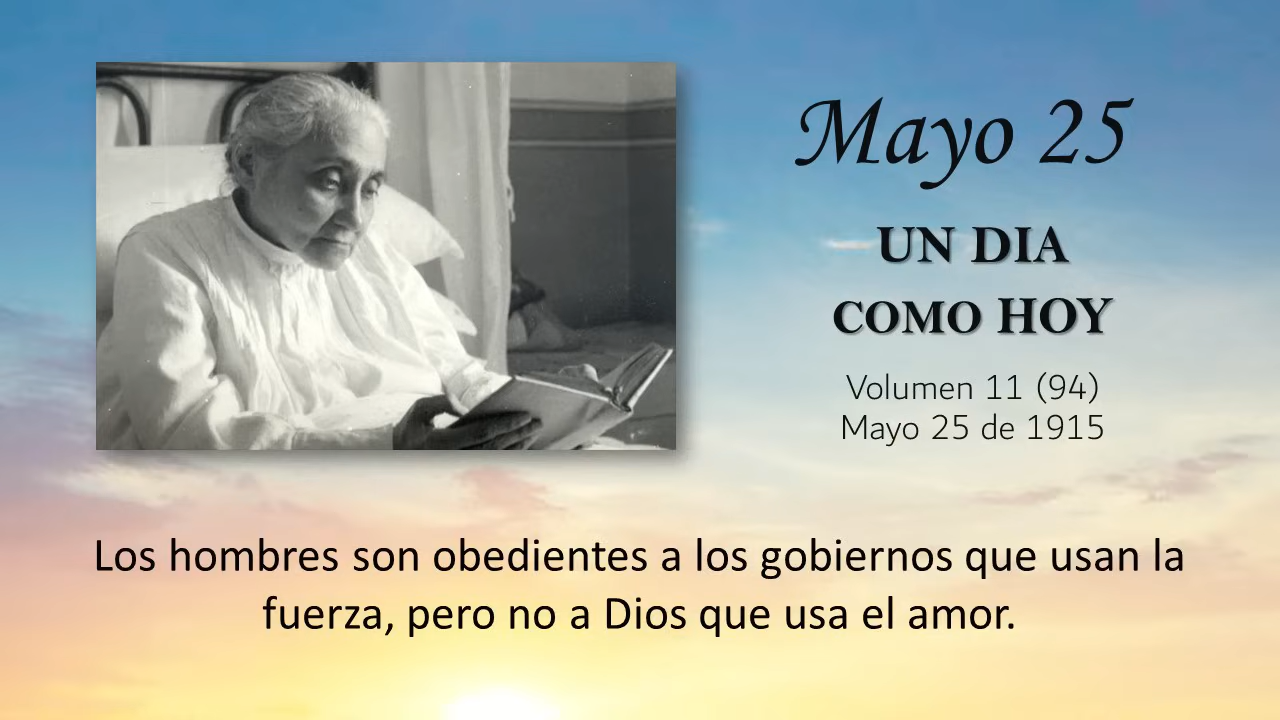 Mayo 25
UN DIA
COMO HOY
Volumen 11 (94)
Mayo 25 de 1915
Los hombres son obedientes a los gobiernos que usan la
fuerza, pero no a Dios que usa el amor.